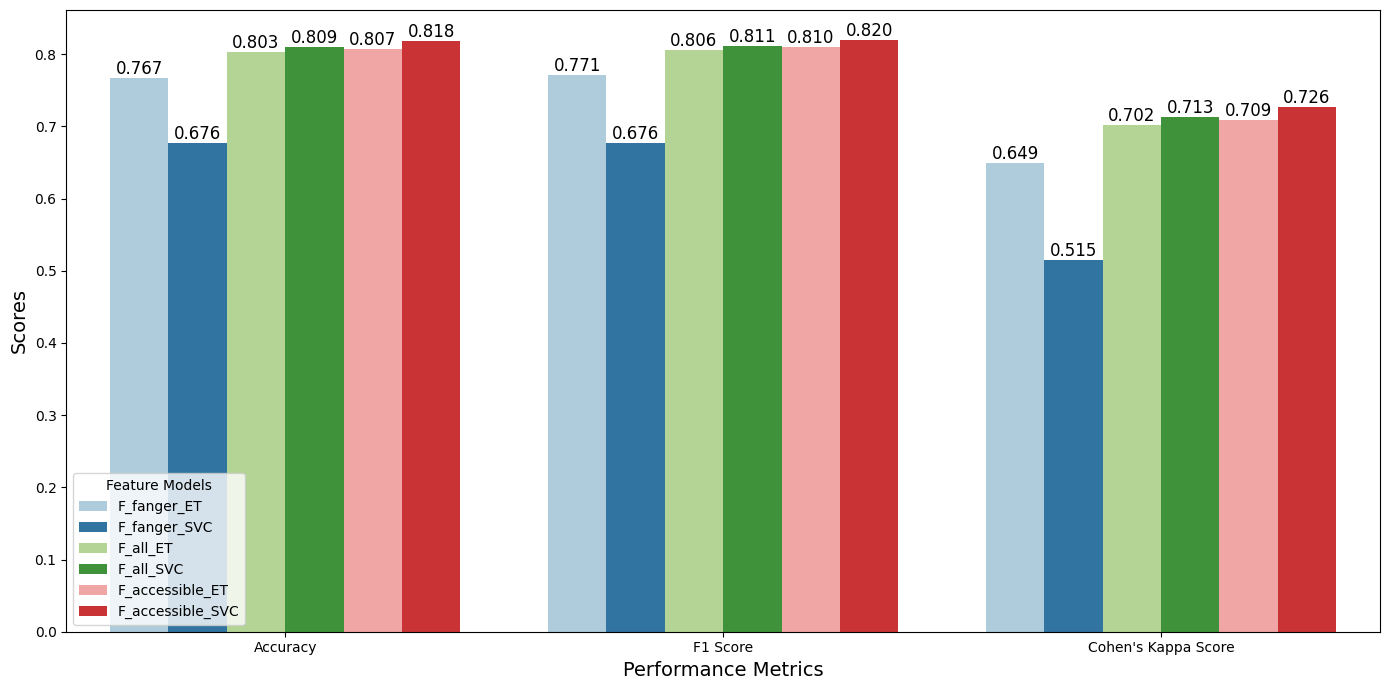 Scores
0.8
0.7
0.6
0.5
0.4
0.3
0.2
0.1
0.0
0.767
0.676
0.803
0.809
0.807
0.818
0.771
0.676
0.806
0.811
0.810
0.820
0.649
0.515
0.702
0.713
0.709
0.726
Feature Models
F_fanger_ET
F_fanger_SVC
F_all_ET
F_all_SVC
F_accessible_ET
F_accessible_SVC
Accuracy
F1 Score
Cohen's Kappa Score
Performance Metrics